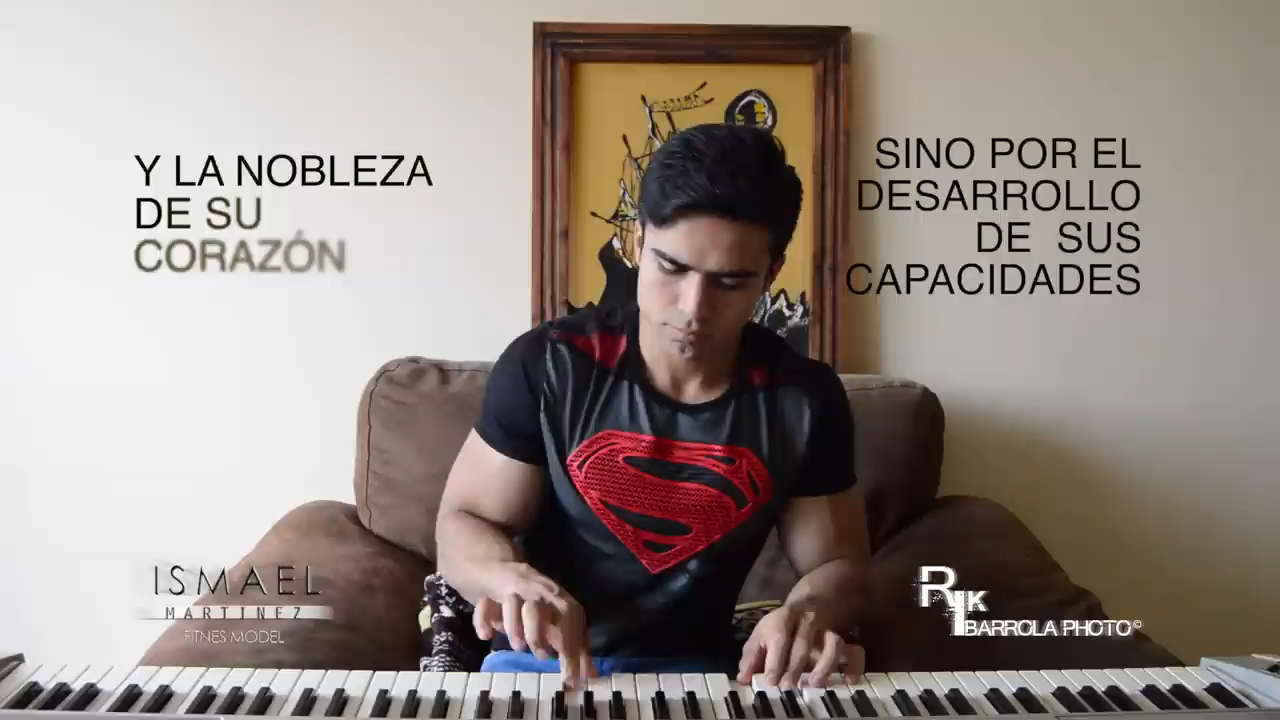 Y LA NOBLEZA
DE SU
CORAZÓN
SINO POR EL
DESARROLLO
DE SUS
CAPACIDADES
ISMAEL
MARTINEZ
FITNES MODEL
RIK
BARROLA PHOTO©